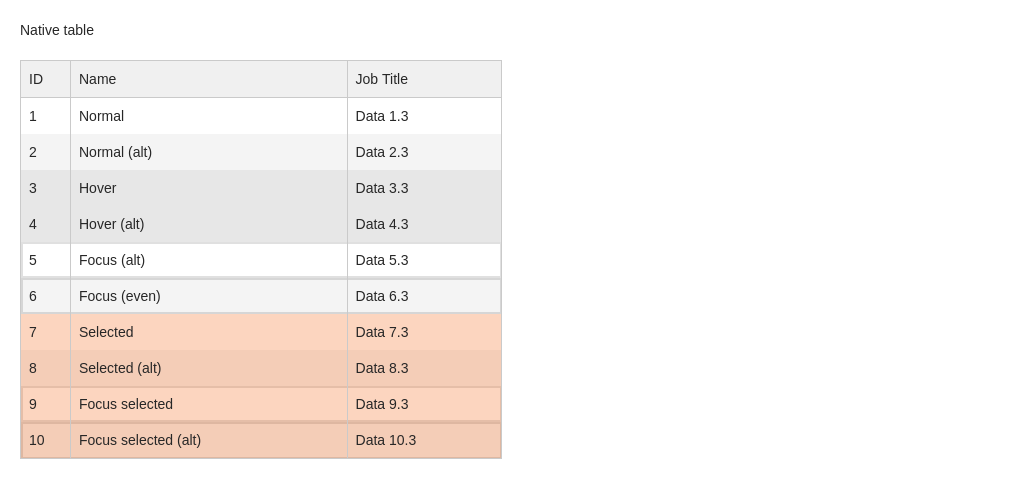 Native table
ID Name Job Title
1 Normal Data 1.3
2 Normal (alt) Data 2.3
3 Hover Data 3.3
4 Hover (alt) Data 4.3
5 Focus (alt) Data 5.3
6 Focus (even) Data 6.3
7 Selected Data 7.3
8 Selected (alt) Data 8.3
9 Focus selected Data 9.3
10 Focus selected (alt) Data 10.3